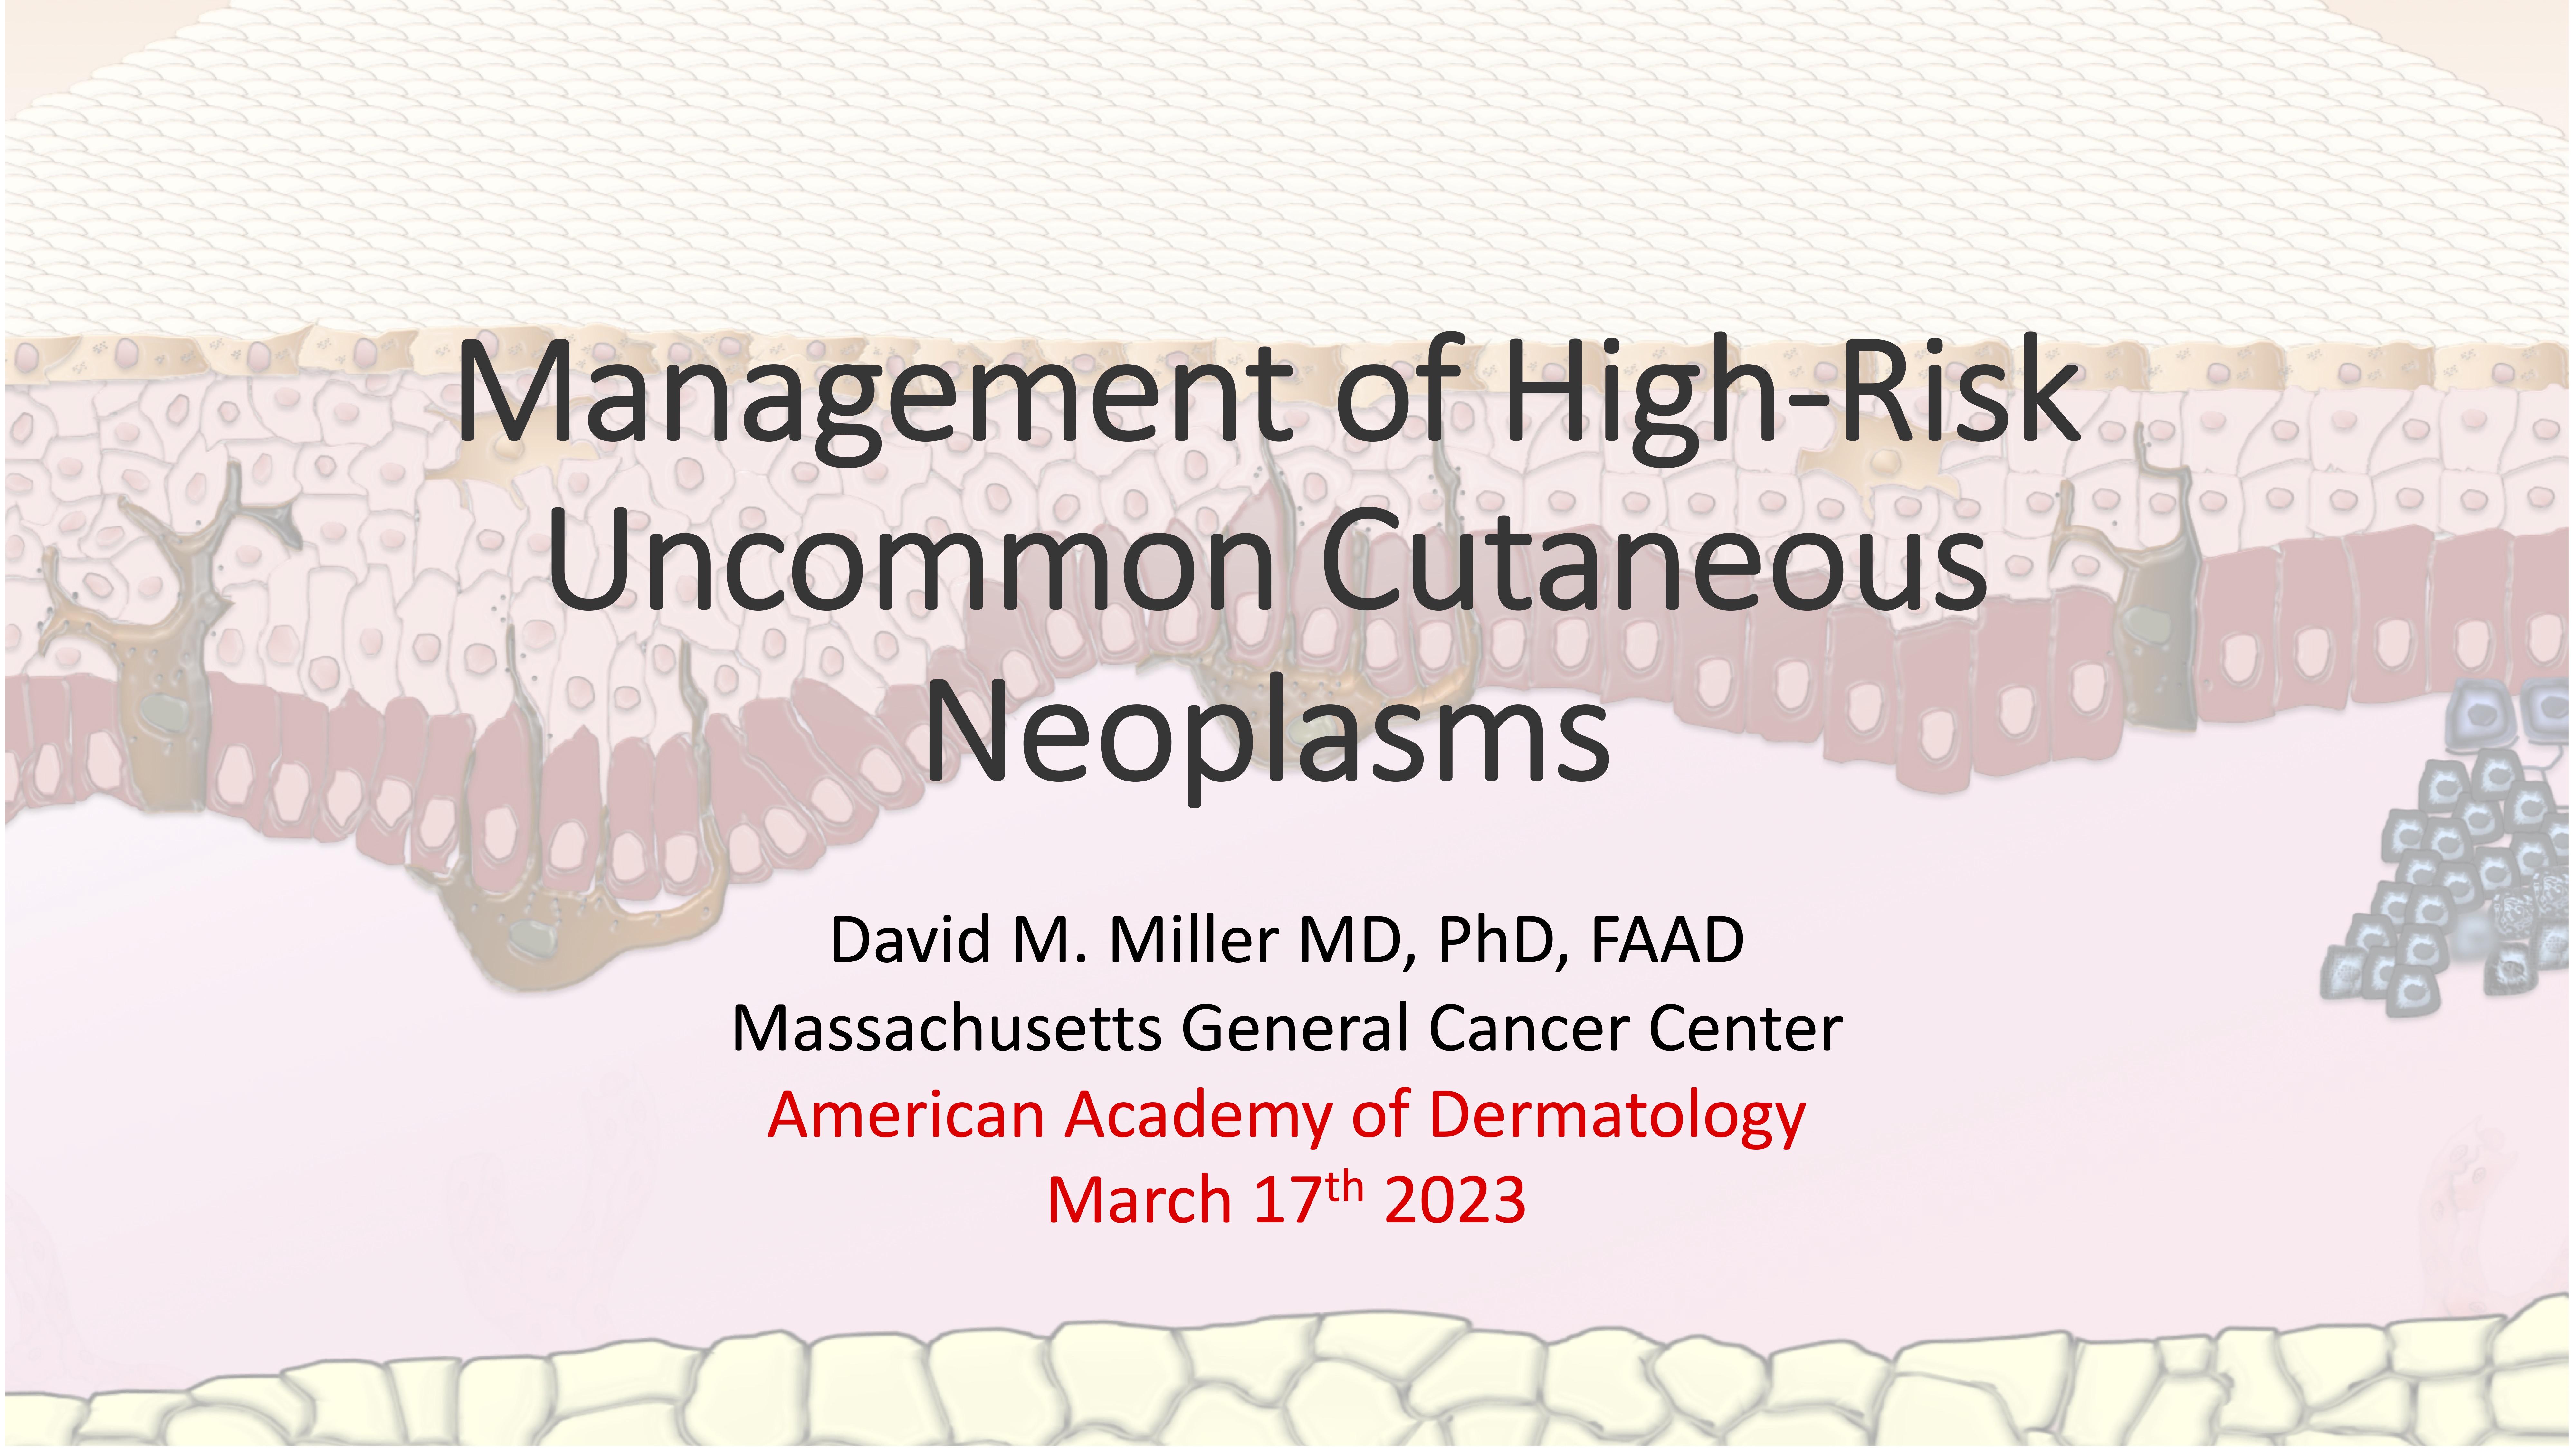 Management of High-Risk
Uncommon Cutaneous
Neoplasms
David M. Miller MD, PhD, FAAD
Massachusetts General Cancer Center
American Academy of Dermatology
March 17th 2023